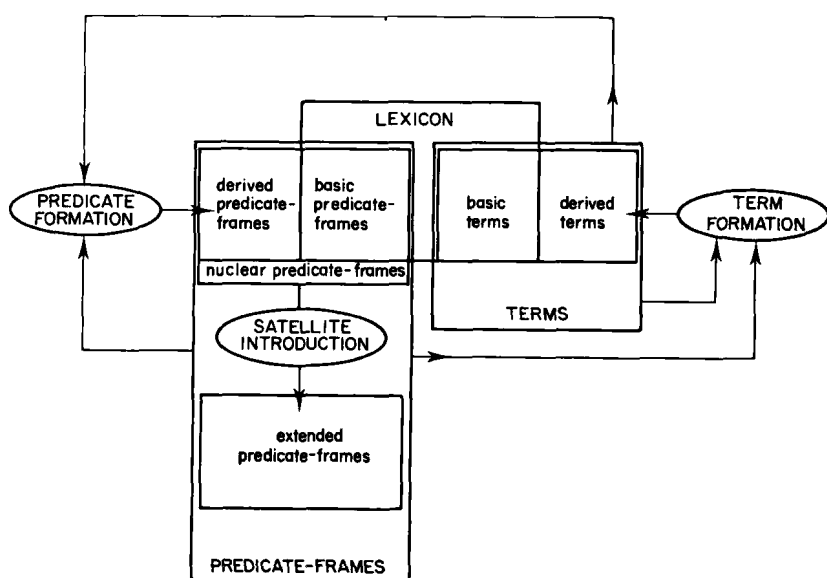 LEXICON
PREDICATE
FORMATION
derived
predicate-
frames
basic
predicate-
frames
basic
terms
derived
terms
TERM
FORMATION
nuclear predicate-frames
TERMS
SATELLITE
INTRODUCTION
extended
predicate-frames
PREDICATE-FRAMES